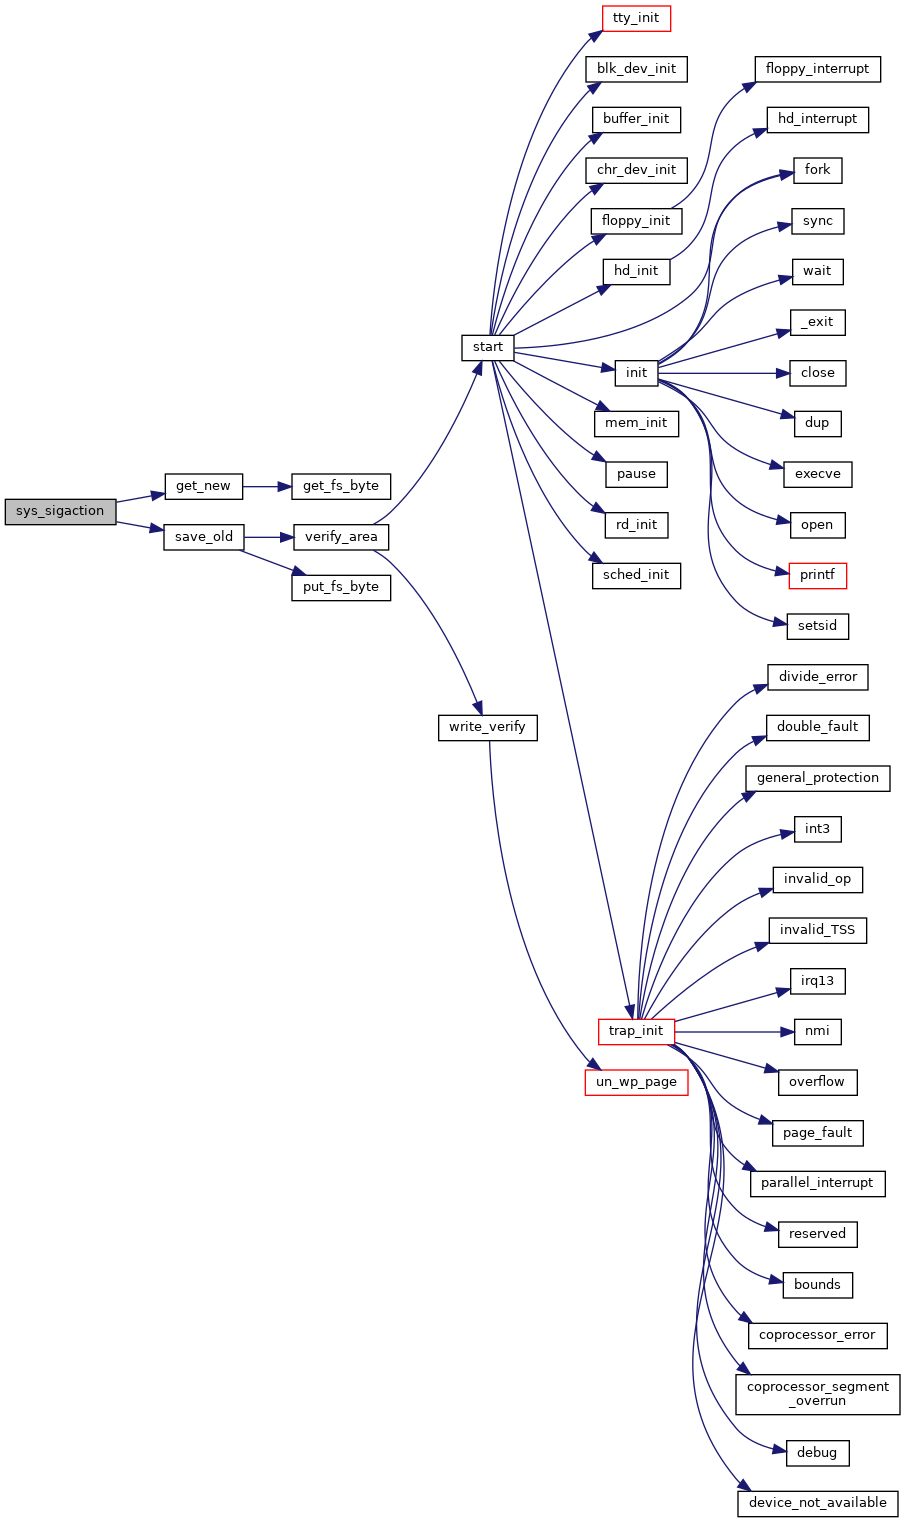 tty_init
blk_dev_init
floppy_interrupt
buffer_init
hd_interrupt
chr_dev_init
fork
floppy_init
sync
hd_init
wait
_exit
start
init
close
mem_init
dup
pause
execve
get_new
get_fs_byte
sys_sigaction
rd_init
open
save_old
verify_area
sched_init
printf
put_fs_byte
setsid
divide_error
write_verify
double_fault
general_protection
int3
invalid_op
invalid_TSS
irq13
trap_init
nmi
un_wp_page
overflow
page_fault
parallel_interrupt
reserved
bounds
coprocessor_error
coprocessor_segment
_overrun
debug
device_not_available